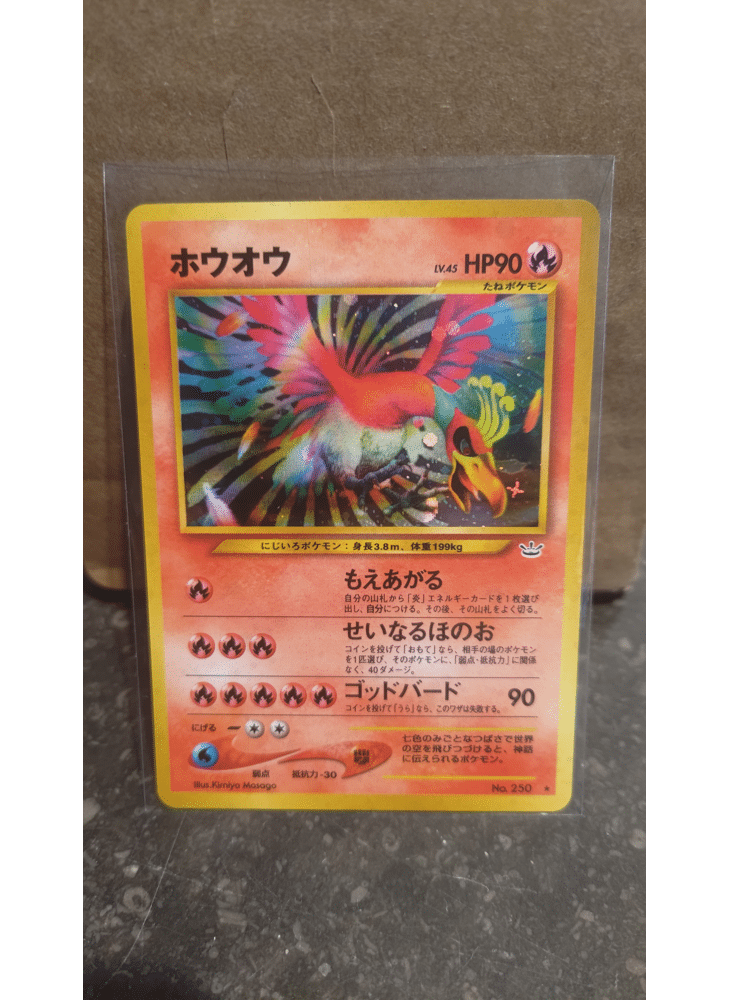 ホウオウ
LV.45 HP90
たねポケモン
にじいろポケモン：身長3.8m、体重199kg
もえあがる
自分の山札から「炎」エネルギーカードを1枚選び
出し、自分につける。その後、その山札をよく切る。
せいなるほのお
コインを投げて「おもて」なら、相手の場のポケモン
を1匹選び、そのポケモンに、「弱点・抵抗力」に関係
なく、40ダメージ。
ゴッドバード 90
コインを投げて「うら」なら、このワザは失敗する。
にげる
七色のみごとなつばさで世界
の空を飛びつづけると、神話
に伝えられるポケモン。
弱点 抵抗力-30
Illus.Kimiya Masago
No. 250 ★